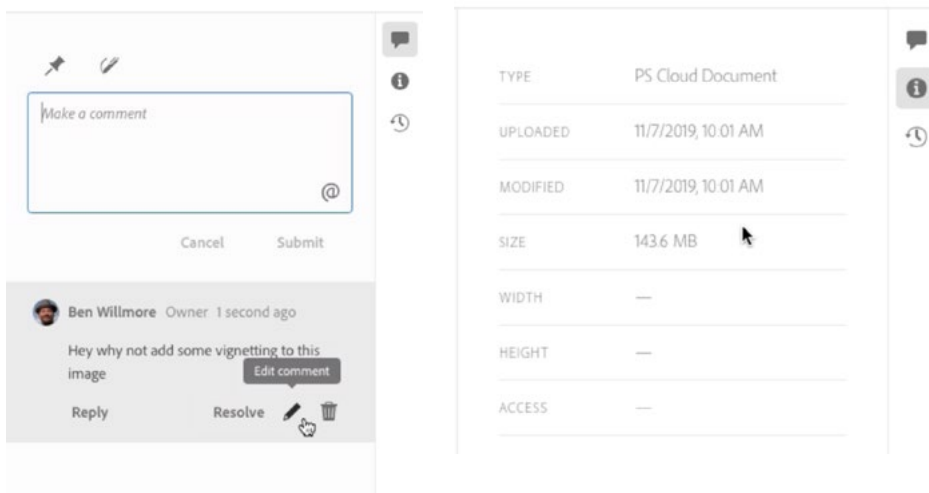 Make a comment
@
Cancel Submit
Ben Willmore Owner 1 second ago
Hey why not add some vignetting to this
image
Edit comment
Reply Resolve
TYPE PS Cloud Document
UPLOADED 11/7/2019, 10:01 AM
MODIFIED 11/7/2019, 10:01 AM
SIZE 143.6 MB
WIDTH —
HEIGHT —
ACCESS —